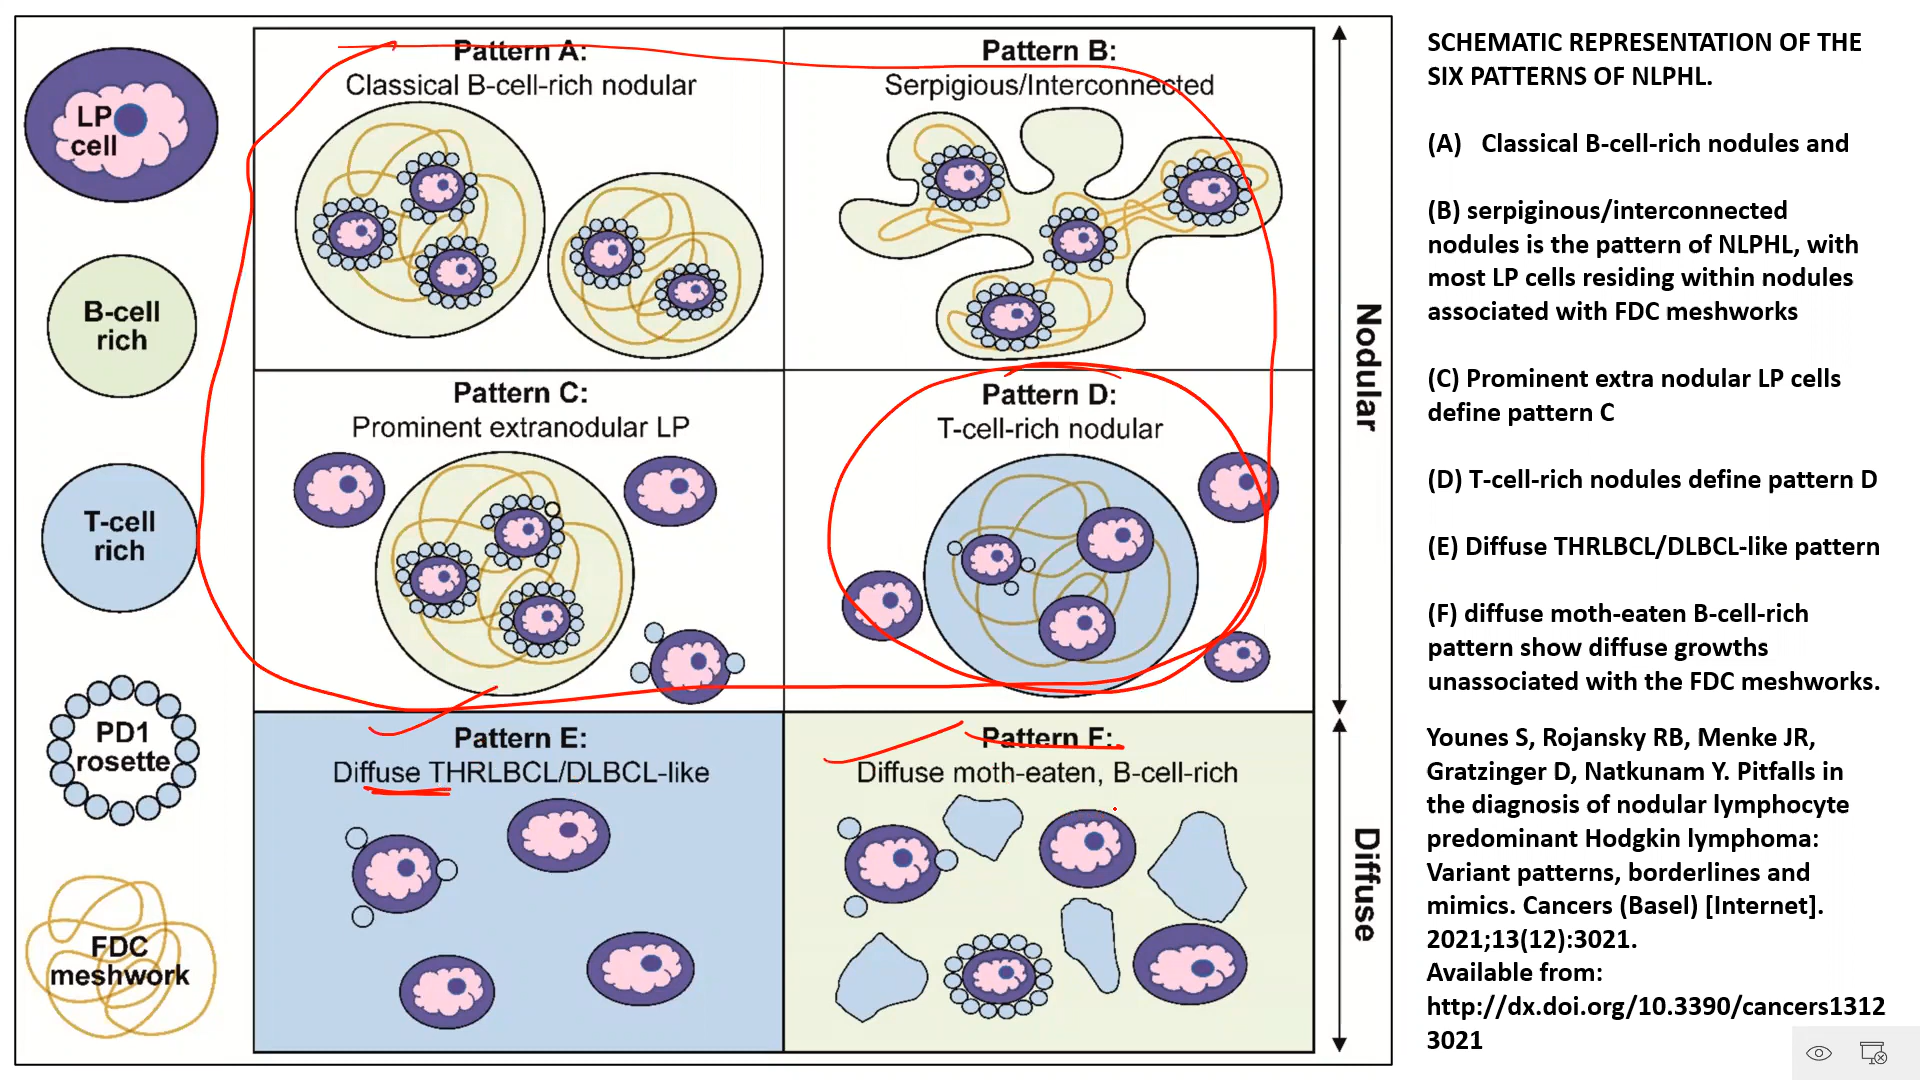 LP
cell
B-cell
rich
T-cell
rich
PD1
rosette
FDC
meshwork
Pattern A:
Classical B-cell-rich nodular
Pattern B:
Serpigious/Interconnected
Pattern C:
Prominent extranodular LP
Pattern D:
T-cell-rich nodular
Pattern E:
Diffuse THRLBCL/DLBCL-like
Pattern F:
Diffuse moth-eaten, B-cell-rich
Nodular
Diffuse
SCHEMATIC REPRESENTATION OF THE
SIX PATTERNS OF NLPHL.
(A) Classical B-cell-rich nodules and
(B) serpiginous/interconnected
nodules is the pattern of NLPHL, with
most LP cells residing within nodules
associated with FDC meshworks
(C) Prominent extra nodular LP cells
define pattern C
(D) T-cell-rich nodules define pattern D
(E) Diffuse THRLBCL/DLBCL-like pattern
(F) diffuse moth-eaten B-cell-rich
pattern show diffuse growths
unassociated with the FDC meshworks.
Younes S, Rojansky RB, Menke JR,
Gratzinger D, Natkunam Y. Pitfalls in
the diagnosis of nodular lymphocyte
predominant Hodgkin lymphoma:
Variant patterns, borderlines and
mimics. Cancers (Basel) [Internet].
2021;13(12):3021.
Available from:
http://dx.doi.org/10.3390/cancers1312
3021